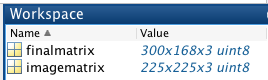 Workspace
Name ▲ Value
finalmatrix 300x168x3 uint8
imagematrix 225x225x3 uint8